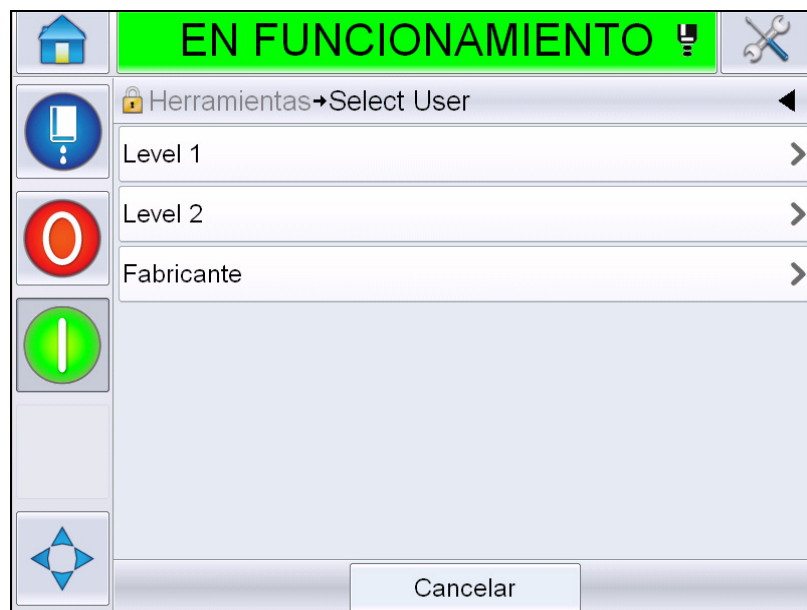 EN FUNCIONAMIENTO
Herramientas→Select User
Level 1
Level 2
Fabricante
Cancelar